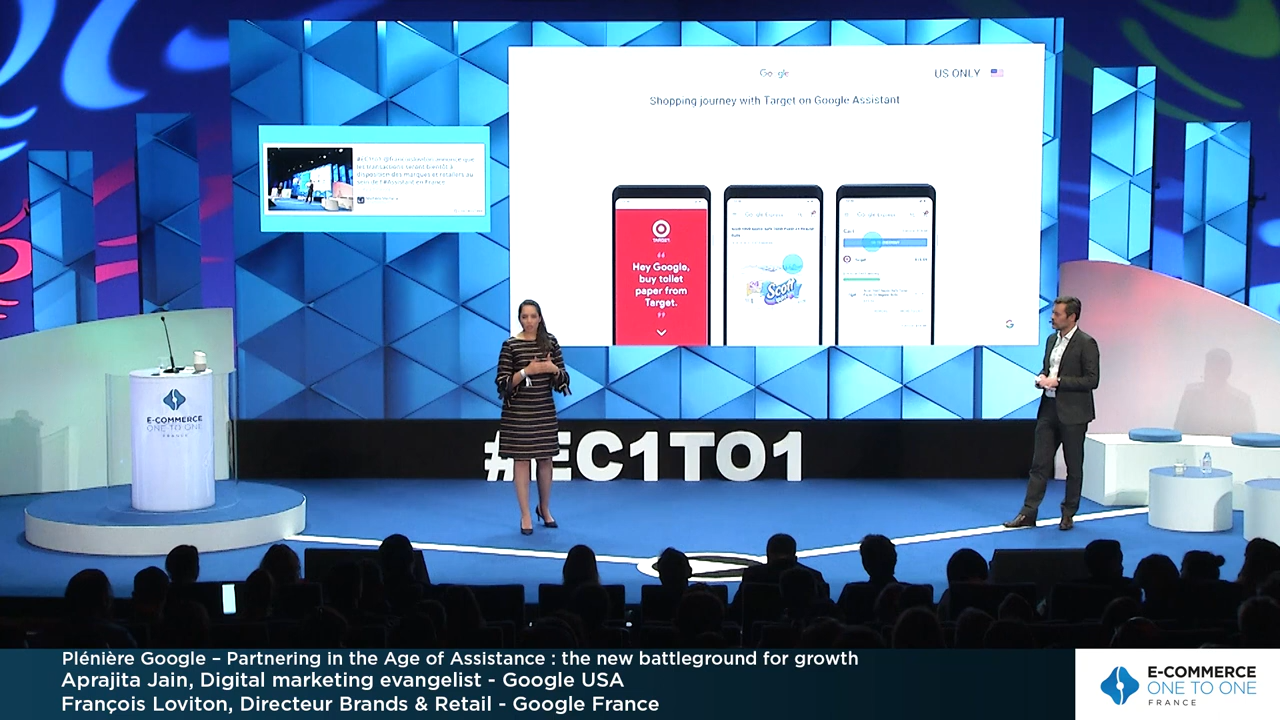 Google
US ONLY
Shopping journey with Target on Google Assistant
TARGET
“
Hey Google,
buy toilet
paper from
Target.
”
Scott
Cart
G
E-COMMERCE
ONE TO ONE
FRANCE
#EC1TO1
Plénière Google – Partnering in the Age of Assistance : the new battleground for growth
Aprajita Jain, Digital marketing evangelist - Google USA
François Loviton, Directeur Brands & Retail - Google France
E-COMMERCE
ONE TO ONE
FRANCE